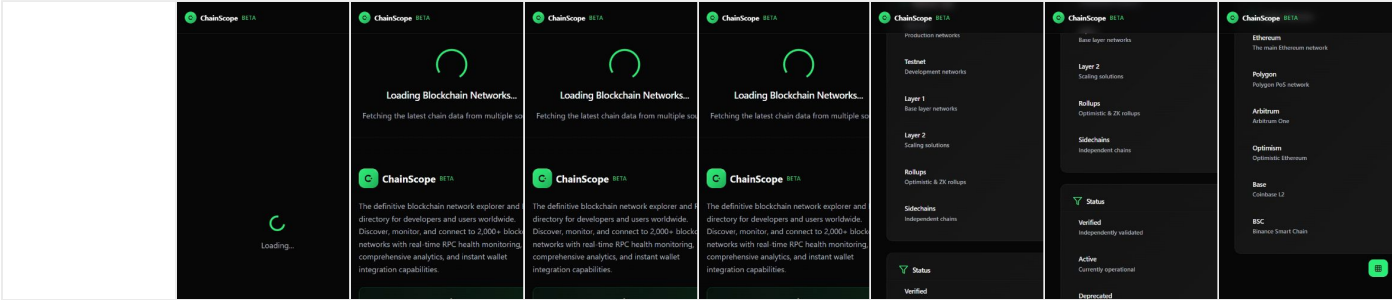 ChainScope BETA
Loading...
ChainScope BETA
Loading Blockchain Networks...
Fetching the latest chain data from multiple sou
ChainScope BETA
The definitive blockchain network explorer and
directory for developers and users worldwide.
Discover, monitor, and connect to 2,000+ blockc
networks with real-time RPC health monitoring,
comprehensive analytics, and instant wallet
integration capabilities.
ChainScope BETA
Loading Blockchain Networks...
Fetching the latest chain data from multiple sou
ChainScope BETA
The definitive blockchain network explorer and
directory for developers and users worldwide.
Discover, monitor, and connect to 2,000+ blockc
networks with real-time RPC health monitoring,
comprehensive analytics, and instant wallet
integration capabilities.
ChainScope BETA
Loading Blockchain Networks...
Fetching the latest chain data from multiple sou
ChainScope BETA
The definitive blockchain network explorer and
directory for developers and users worldwide.
Discover, monitor, and connect to 2,000+ blockc
networks with real-time RPC health monitoring,
comprehensive analytics, and instant wallet
integration capabilities.
ChainScope BETA
Production networks
Testnet
Development networks
Layer 1
Base layer networks
Layer 2
Scaling solutions
Rollups
Optimistic & ZK rollups
Sidechains
Independent chains
Status
Verified
ChainScope BETA
Base layer networks
Layer 2
Scaling solutions
Rollups
Optimistic & ZK rollups
Sidechains
Independent chains
Status
Verified
Independently validated
Active
Currently operational
Deprecated
ChainScope BETA
Ethereum
The main Ethereum network
Polygon
Polygon PoS network
Arbitrum
Arbitrum One
Optimism
Optimistic Ethereum
Base
Coinbase L2
BSC
Binance Smart Chain